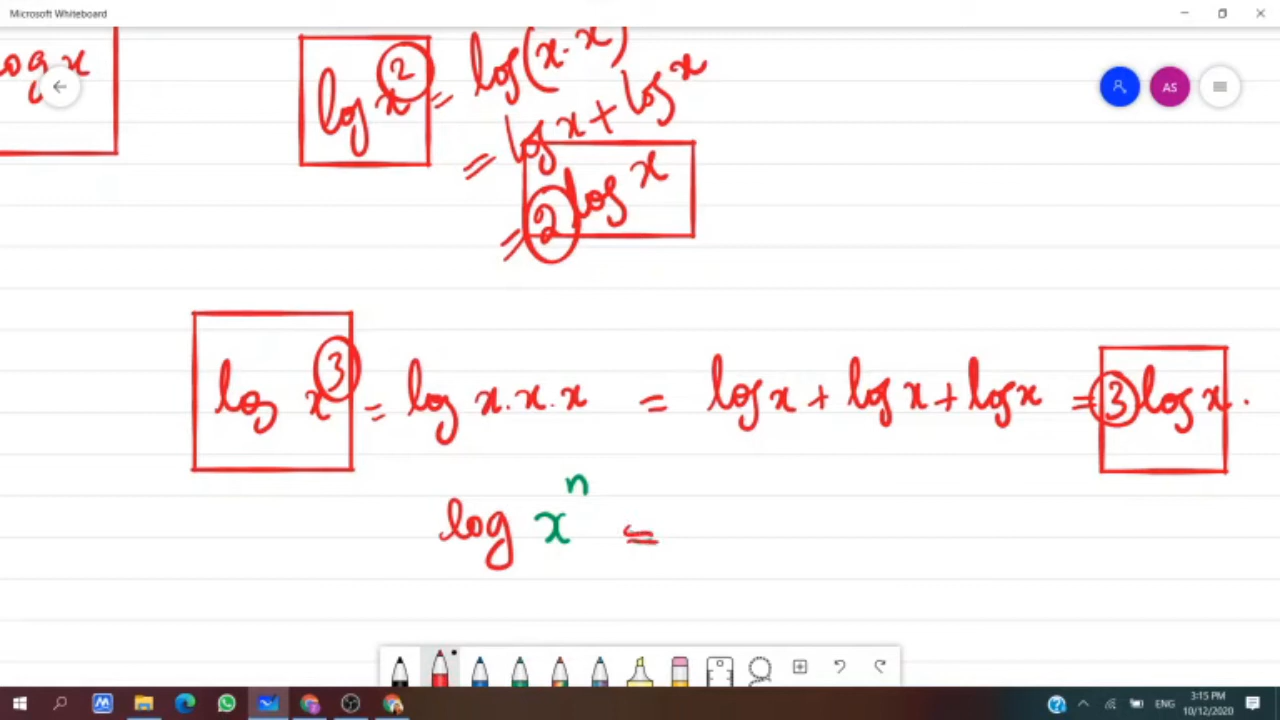 Microsoft Whiteboard
log x
log x² = log(x·x)
= log x + log x
= 2 log x
AS
log x³ = log x.x.x = log x + log x + log x = 3 log x.
log xⁿ =
3:15 PM
ENG
10/12/2020